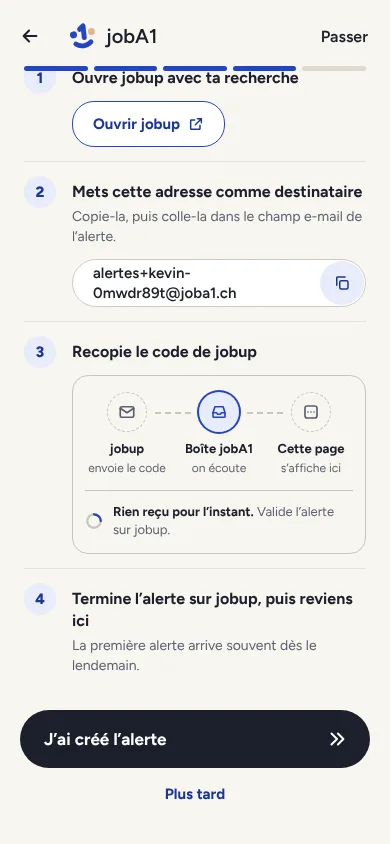 jobA1
Passer
1
Ouvre jobup avec ta recherche
Ouvrir jobup
2
Mets cette adresse comme destinataire
Copie-la, puis colle-la dans le champ e-mail de
l’alerte.
alertes+kevin-
0mwdr89t@joba1.ch
3
Recopie le code de jobup
jobup
Boîte jobA1
Cette page
envoie le code
on écoute
s’affiche ici
Rien reçu pour l’instant. Valide l’alerte
sur jobup.
4
Termine l’alerte sur jobup, puis reviens
ici
La première alerte arrive souvent dès le
lendemain.
J’ai créé l’alerte
Plus tard